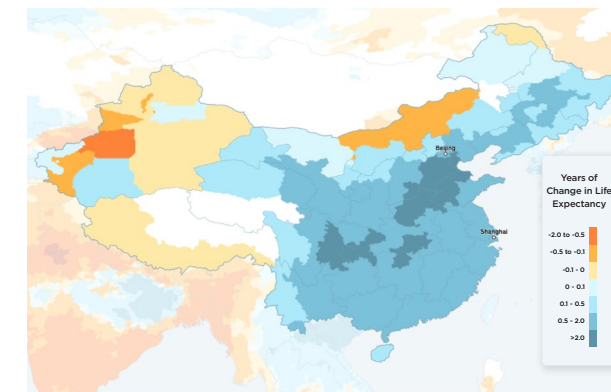 Beijing
Shanghai
Years of
Change in Life
Expectancy
-2.0 to -0.5
-0.5 to -0.1
-0.1 - 0
0 - 0.1
0.1 - 0.5
0.5 - 2.0
>2.0